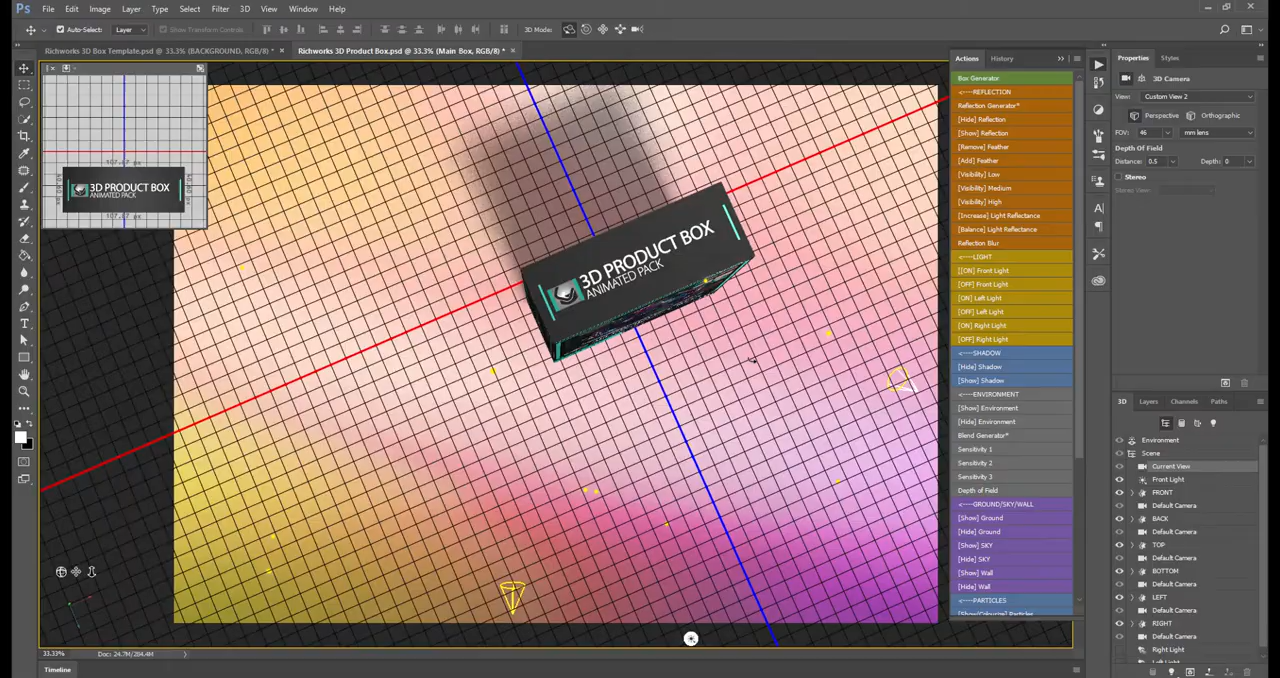 Ps File Edit Image Layer Type Select Filter 3D View Window Help
Auto-Select: Layer Show Transform Controls 3D Mode:
Richworks 3D Box Template.psd @ 33.3% (BACKGROUND, RGB/8) * ×
Richworks 3D Product Box.psd @ 33.3% (Main Box, RGB/8) * ×
3D PRODUCT BOX
ANIMATED PACK
3D PRODUCT BOX
ANIMATED PACK
Actions History
Box Generator
<----REFLECTION
Reflection Generator*
[Hide] Reflection
[Show] Reflection
[Remove] Feather
[Add] Feather
[Visibility] Low
[Visibility] Medium
[Visibility] High
[Increase] Light Reflectance
[Balance] Light Reflectance
Reflection Blur
<----LIGHT
[[ON] Front Light
[OFF] Front Light
[ON] Left Light
[OFF] Left Light
[ON] Right Light
[OFF] Right Light
<----SHADOW
[Hide] Shadow
[Show] Shadow
<----ENVIRONMENT
[Show] Environment
[Hide] Environment
Blend Generator*
Sensitivity 1
Sensitivity 2
Sensitivity 3
Depth of Field
<----GROUND/SKY/WALL
[Show] Ground
[Hide] Ground
[Show] SKY
[Hide] SKY
[Show] Wall
[Hide] Wall
<----PARTICLES
[Show/Colourize] Particles
Properties Styles
3D Camera
View: Custom View 2
Perspective Orthographic
FOV: 46 mm lens
Depth Of Field
Distance: 0.5 Depth: 0
Stereo
Stereo View:
3D Layers Channels Paths
Environment
Scene
Current View
Front Light
FRONT
Default Camera
BACK
Default Camera
TOP
Default Camera
BOTTOM
Default Camera
LEFT
Default Camera
RIGHT
Default Camera
Right Light
Left Light
33.33% Doc: 24.7M/284.4M
Timeline